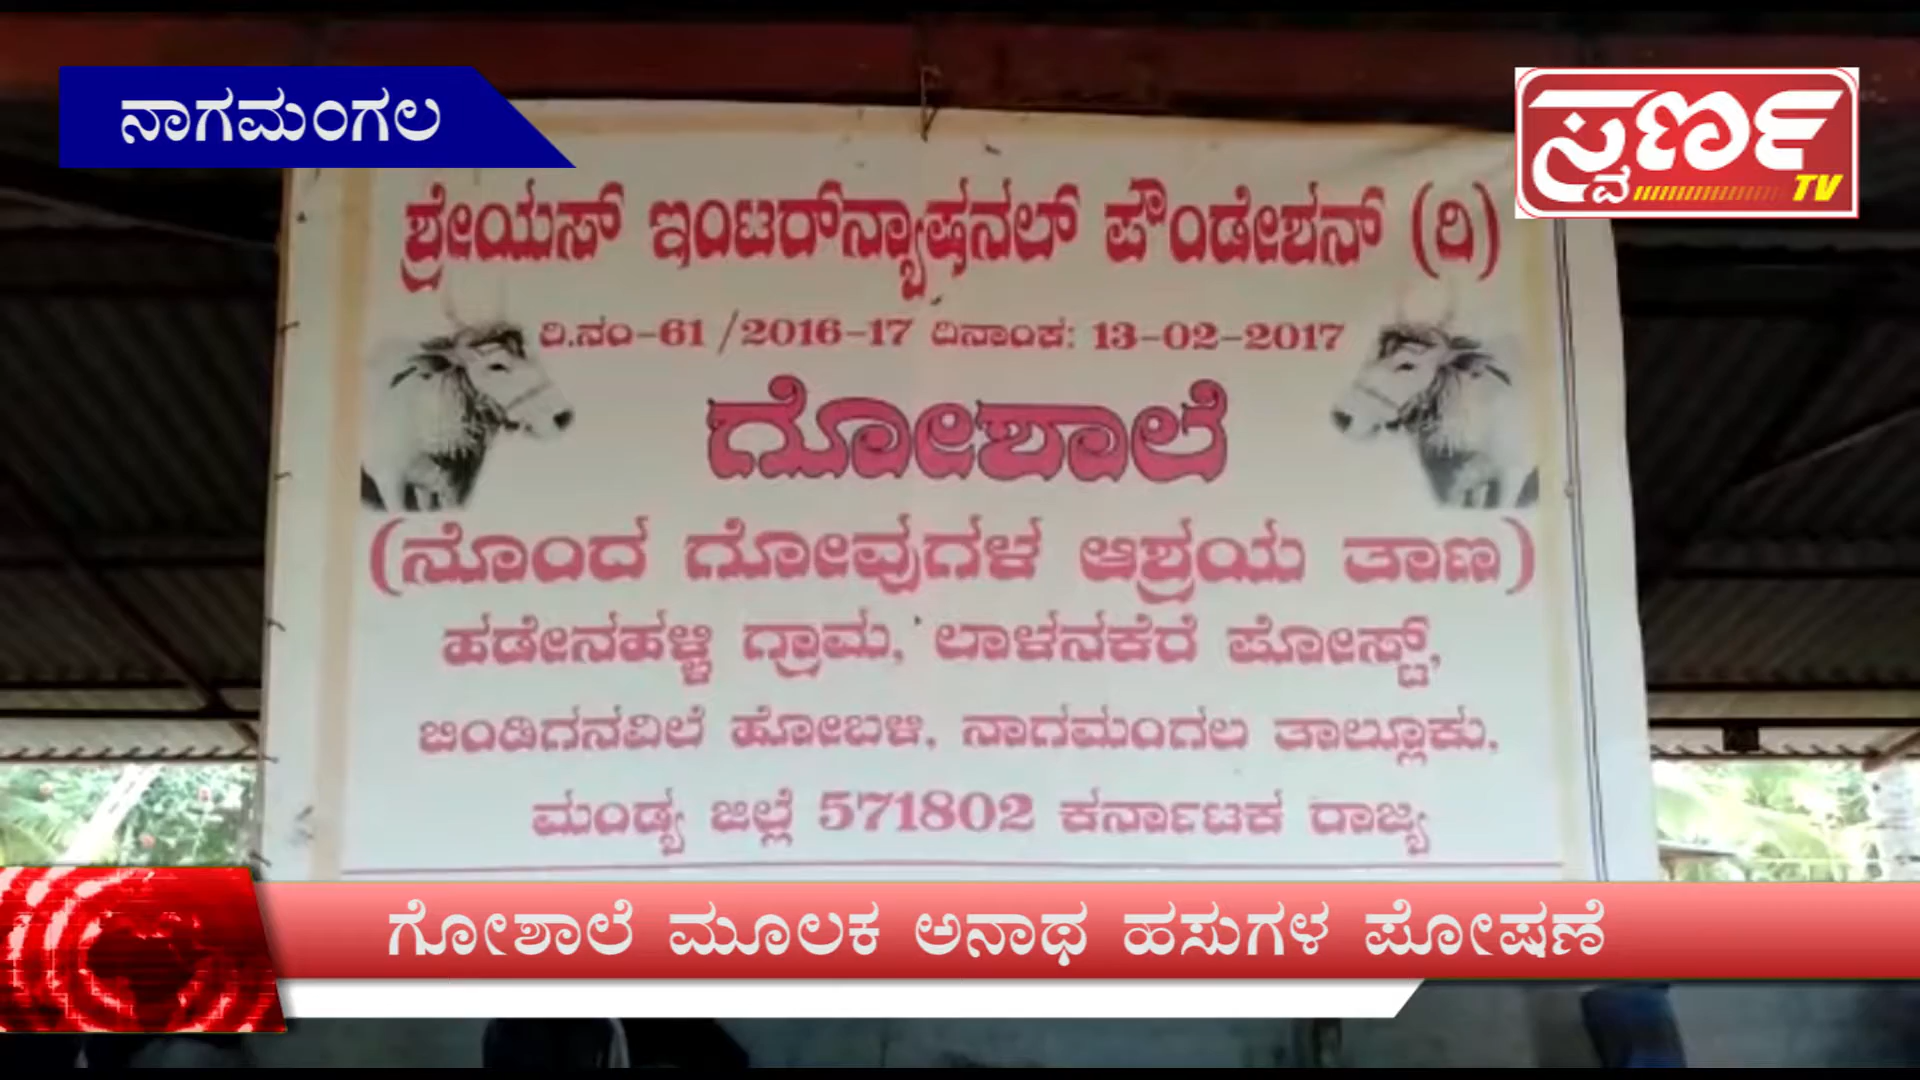 ನಾಗಮಂಗಲ
ಸ್ವರ್ಣ
TV
ಶ್ರೇಯಸ್ ಇಂಟರ್‌ನ್ಯಾಷನಲ್ ಫೌಂಡೇಶನ್ (ರಿ)
ರಿ.ನಂ-61 /2016-17 ದಿನಾಂಕ: 13-02-2017
ಗೋಶಾಲೆ
(ನೊಂದ ಗೋವುಗಳ ಆಶ್ರಯ ತಾಣ)
ಹಡೇನಹಳ್ಳಿ ಗ್ರಾಮ, ಲಾಳನಕೆರೆ ಪೋಸ್ಟ್,
ಬಿಂಡಿಗನವಿಲೆ ಹೋಬಳಿ, ನಾಗಮಂಗಲ ತಾಲ್ಲೂಕು,
ಮಂಡ್ಯ ಜಿಲ್ಲೆ 571802 ಕರ್ನಾಟಕ ರಾಜ್ಯ
ಗೋಶಾಲೆ ಮೂಲಕ ಅನಾಥ ಹಸುಗಳ ಪೋಷಣೆ